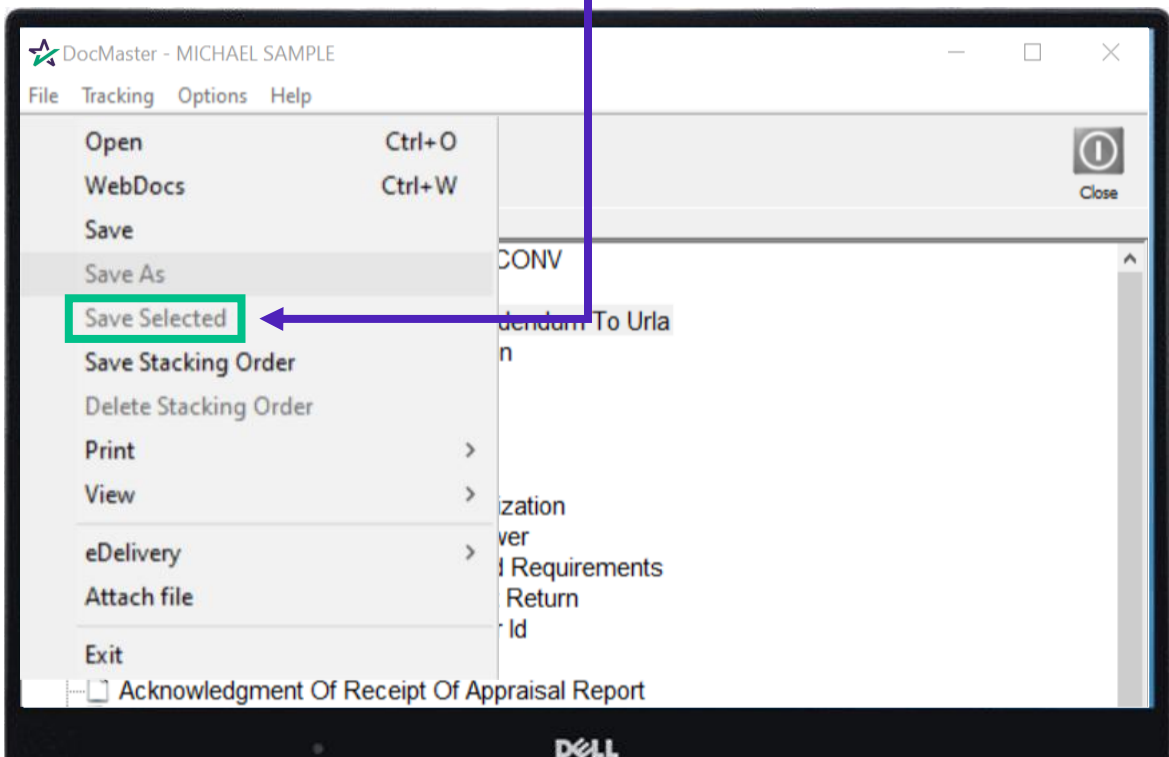 DocMaster - MICHAEL SAMPLE
File Tracking Options Help
Open Ctrl+O
WebDocs Ctrl+W
Close
Save
Save As
CONV
Save Selected
dendum To Urla
Save Stacking Order
n
Delete Stacking Order
Print
View
ization
ver
eDelivery
d Requirements
Attach file
Return
r Id
Exit
Acknowledgment Of Receipt Of Appraisal Report
DELL